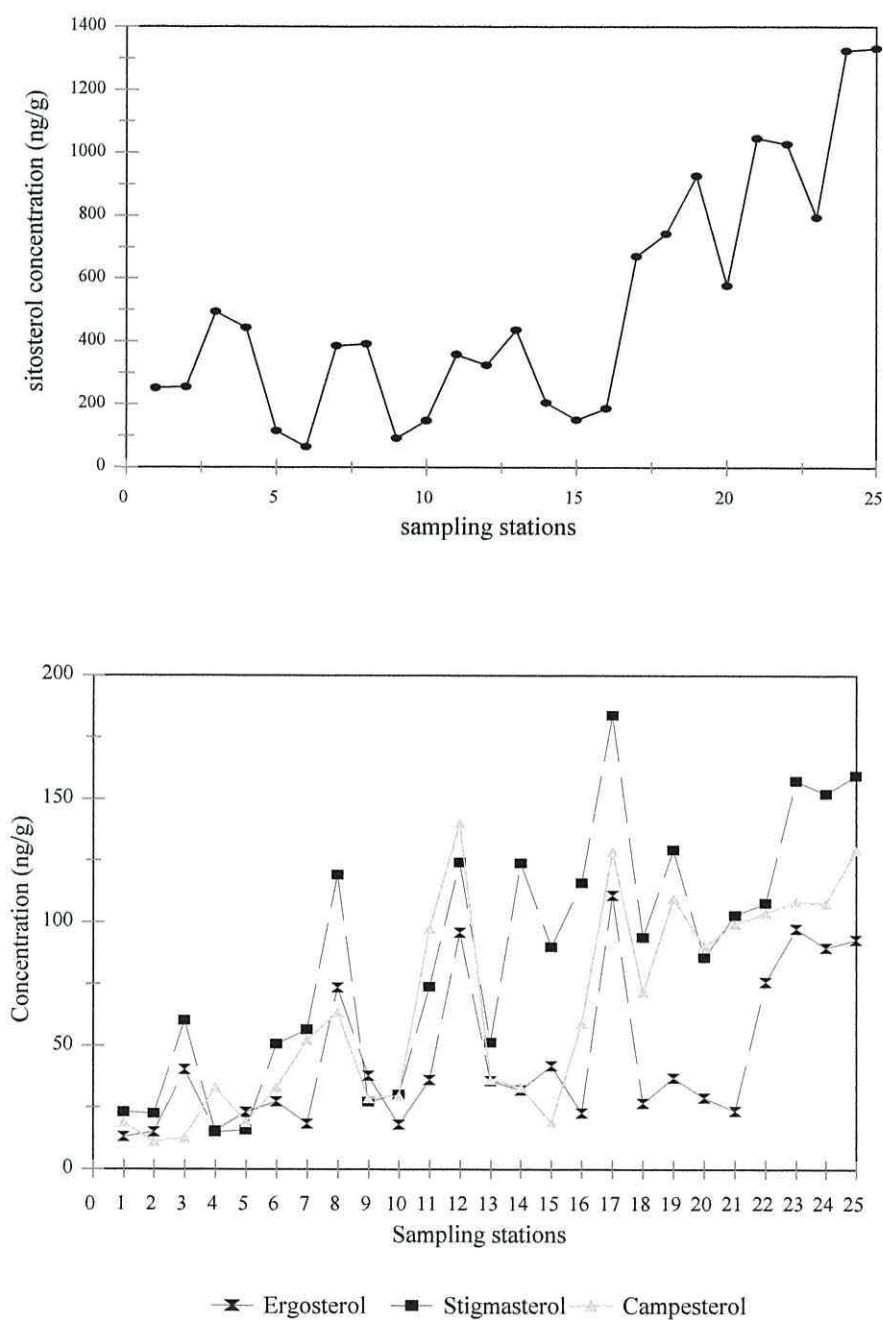 1400
1200
1000
800
600
400
200
0
sitosterol concentration (ng/g)
0 5 10 15 20 25
sampling stations
200
150
100
50
0
Concentration (ng/g)
0 1 2 3 4 5 6 7 8 9 10 11 12 13 14 15 16 17 18 19 20 21 22 23 24 25
Sampling stations
Ergosterol Stigmasterol Campesterol